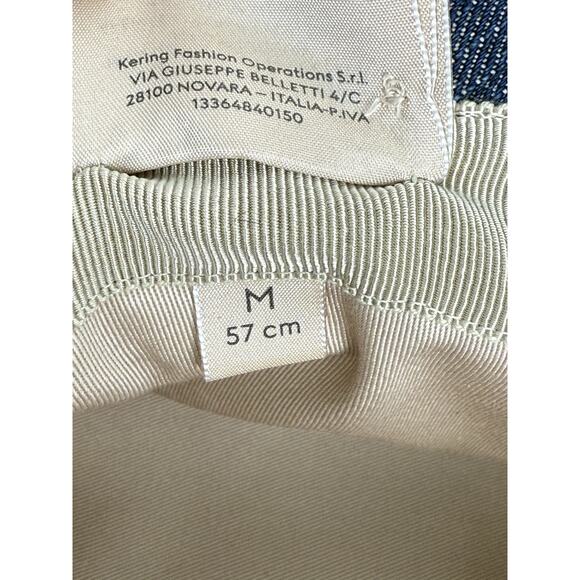 Kering Fashion Operations S.r.l.
VIA GIUSEPPE BELLETTI 4/C
28100 NOVARA – ITALIA-P.IVA
13364840150
M
57 cm